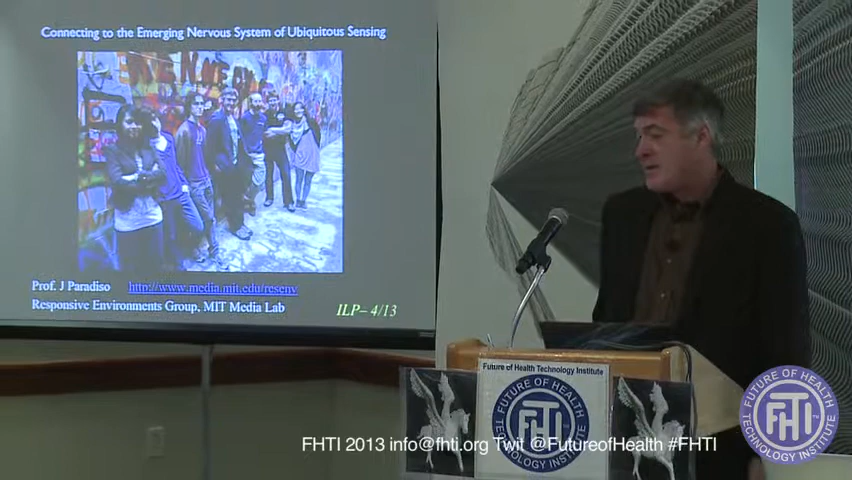 Connecting to the Emerging Nervous System of Ubiquitous Sensing
Prof. J Paradiso http://www.media.mit.edu/resenv
Responsive Environments Group, MIT Media Lab
ILP– 4/13
Future of Health Technology Institute
FUTURE OF HEALTH
FHTI
TECHNOLOGY INSTITUTE
FUTURE OF HEALTH
FHTI
TECHNOLOGY INSTITUTE
FHTI 2013 info@fhti.org Twit @FutureofHealth #FHTI